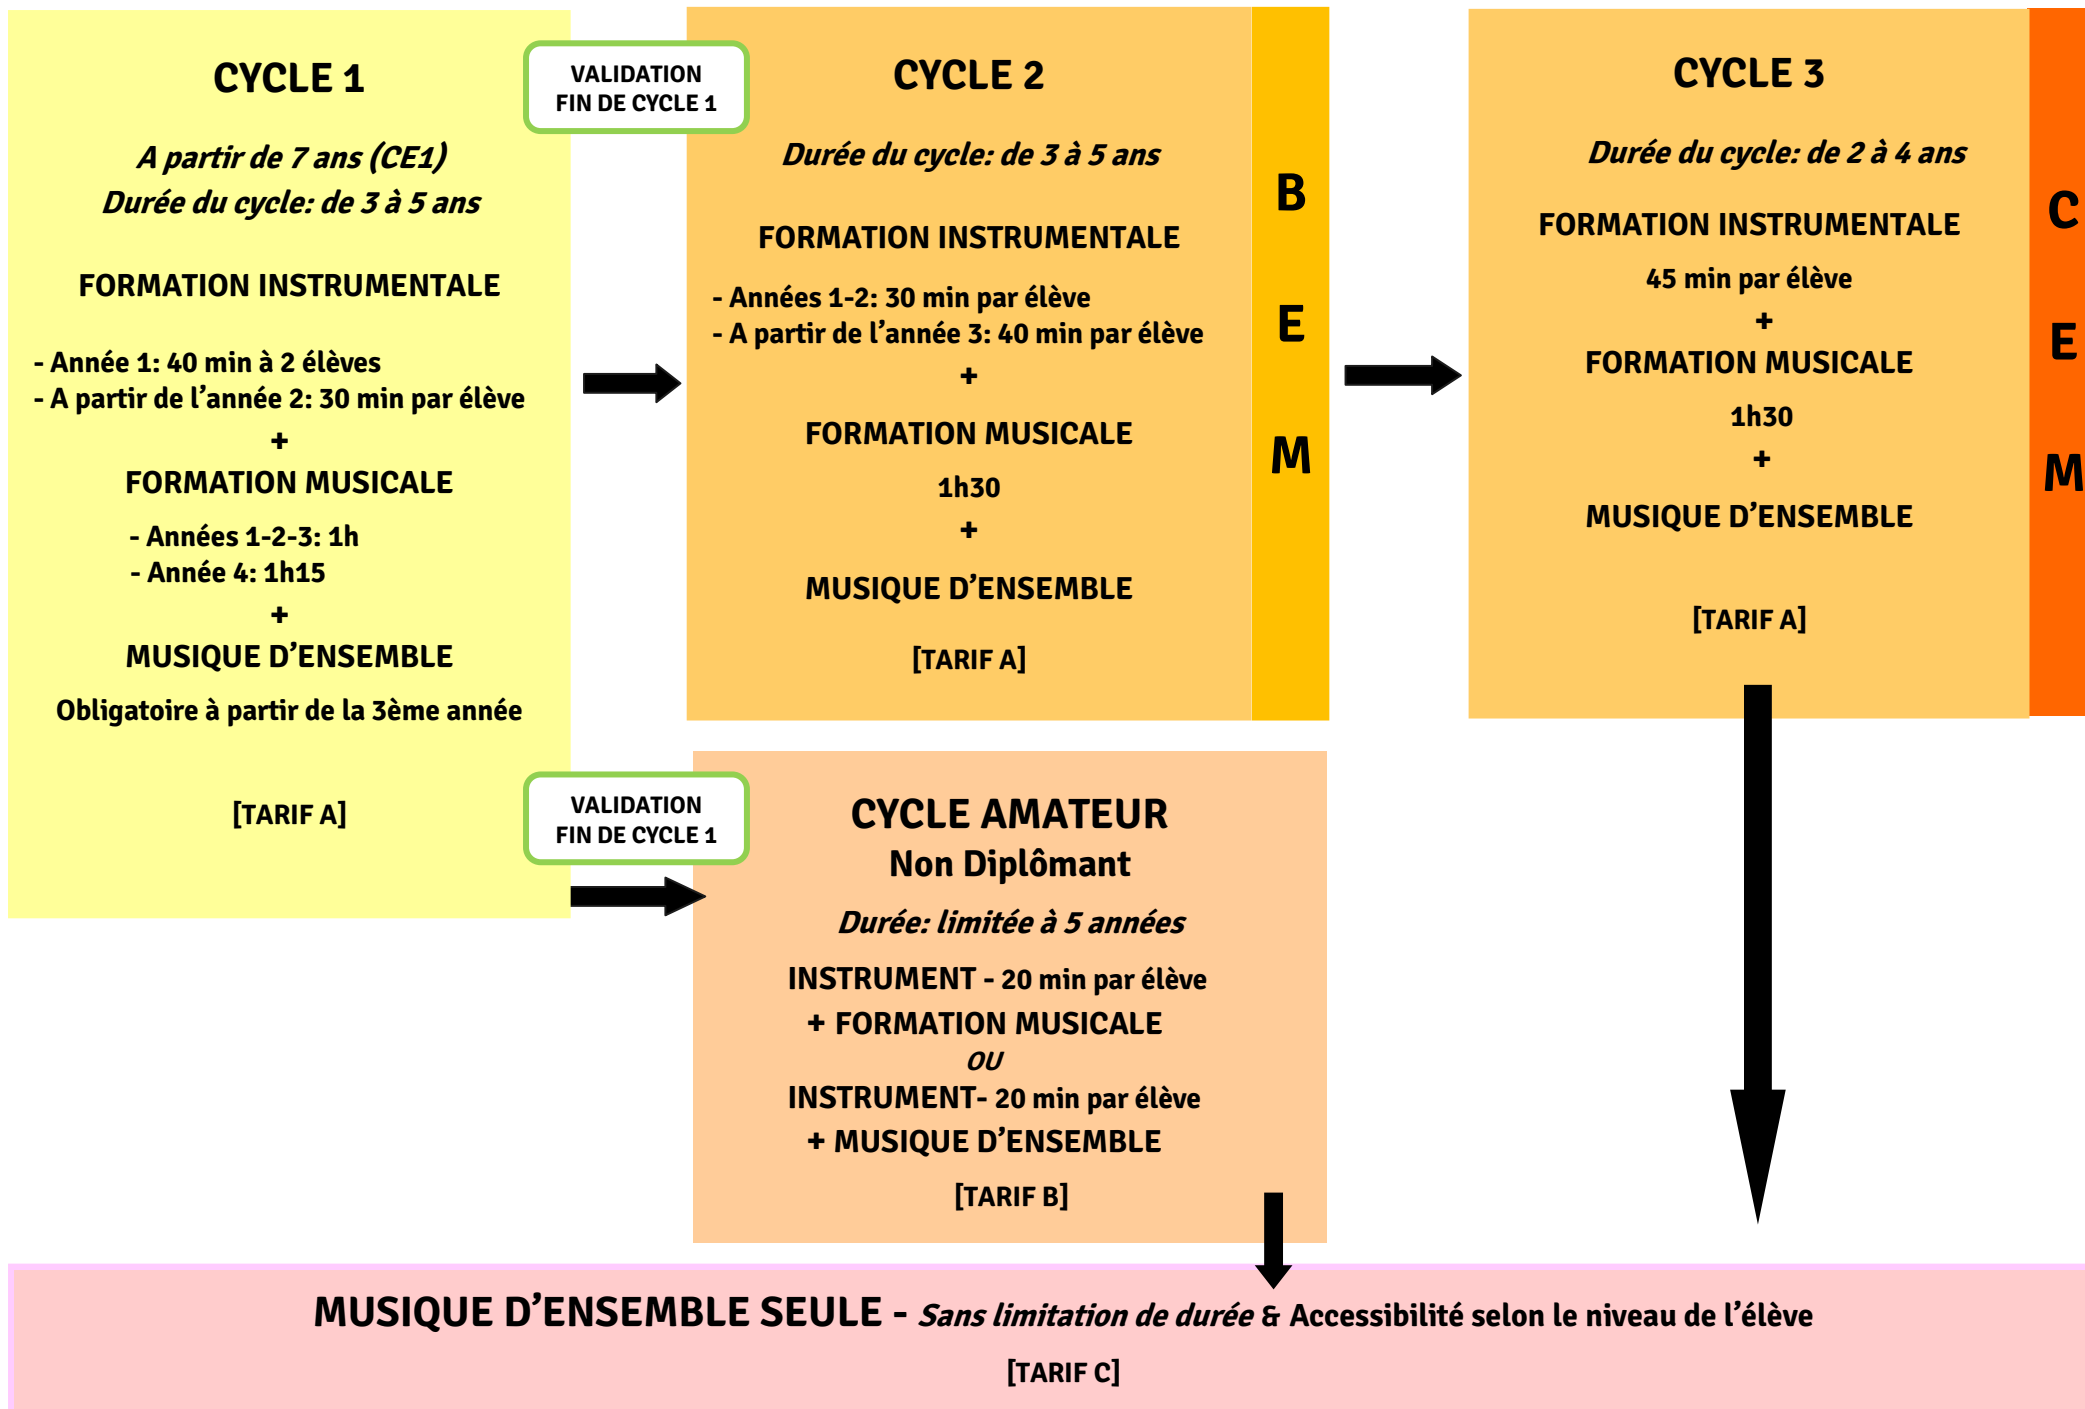 CYCLE 1
A partir de 7 ans (CE1)
Durée du cycle: de 3 à 5 ans
FORMATION INSTRUMENTALE
- Année 1: 40 min à 2 élèves
- A partir de l’année 2: 30 min par élève
+
FORMATION MUSICALE
- Années 1-2-3: 1h
- Année 4: 1h15
+
MUSIQUE D’ENSEMBLE
Obligatoire à partir de la 3ème année
[TARIF A]
VALIDATION
FIN DE CYCLE 1
CYCLE 2
Durée du cycle: de 3 à 5 ans
FORMATION INSTRUMENTALE
- Années 1-2: 30 min par élève
- A partir de l’année 3: 40 min par élève
+
FORMATION MUSICALE
1h30
+
MUSIQUE D’ENSEMBLE
[TARIF A]
B
E
M
CYCLE 3
Durée du cycle: de 2 à 4 ans
FORMATION INSTRUMENTALE
45 min par élève
+
FORMATION MUSICALE
1h30
+
MUSIQUE D’ENSEMBLE
[TARIF A]
C
E
M
VALIDATION
FIN DE CYCLE 1
CYCLE AMATEUR
Non Diplômant
Durée: limitée à 5 années
INSTRUMENT - 20 min par élève
+ FORMATION MUSICALE
OU
INSTRUMENT- 20 min par élève
+ MUSIQUE D’ENSEMBLE
[TARIF B]
MUSIQUE D’ENSEMBLE SEULE - Sans limitation de durée & Accessibilité selon le niveau de l’élève
[TARIF C]